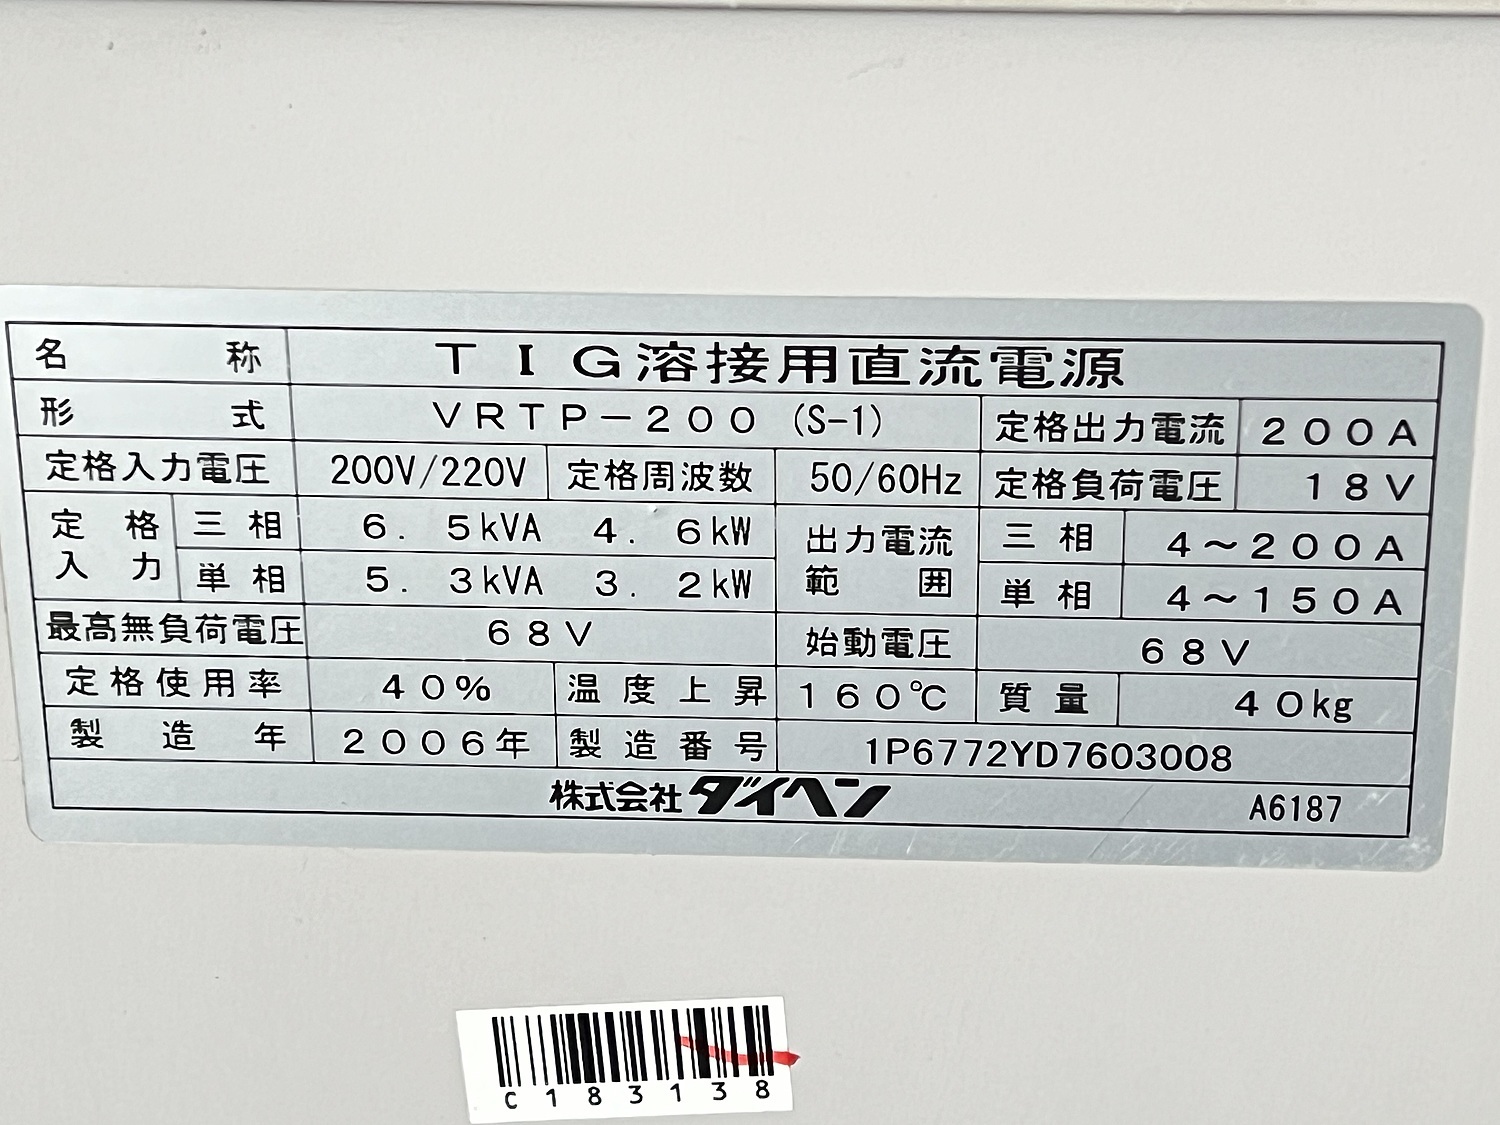 名称 TIG溶接用直流電源
形式 VRTP-200 (S-1) 定格出力電流 200A
定格入力電圧 200V/220V 定格周波数 50/60Hz 定格負荷電圧 18V
定格入力 三相 6.5kVA 4.6kW 出力電流範囲 三相 4～200A
単相 5.3kVA 3.2kW 単相 4～150A
最高無負荷電圧 68V 始動電圧 68V
定格使用率 40% 温度上昇 160℃ 質量 40kg
製造年 2006年 製造番号 1P6772YD7603008
株式会社ダイヘン A6187
C183138